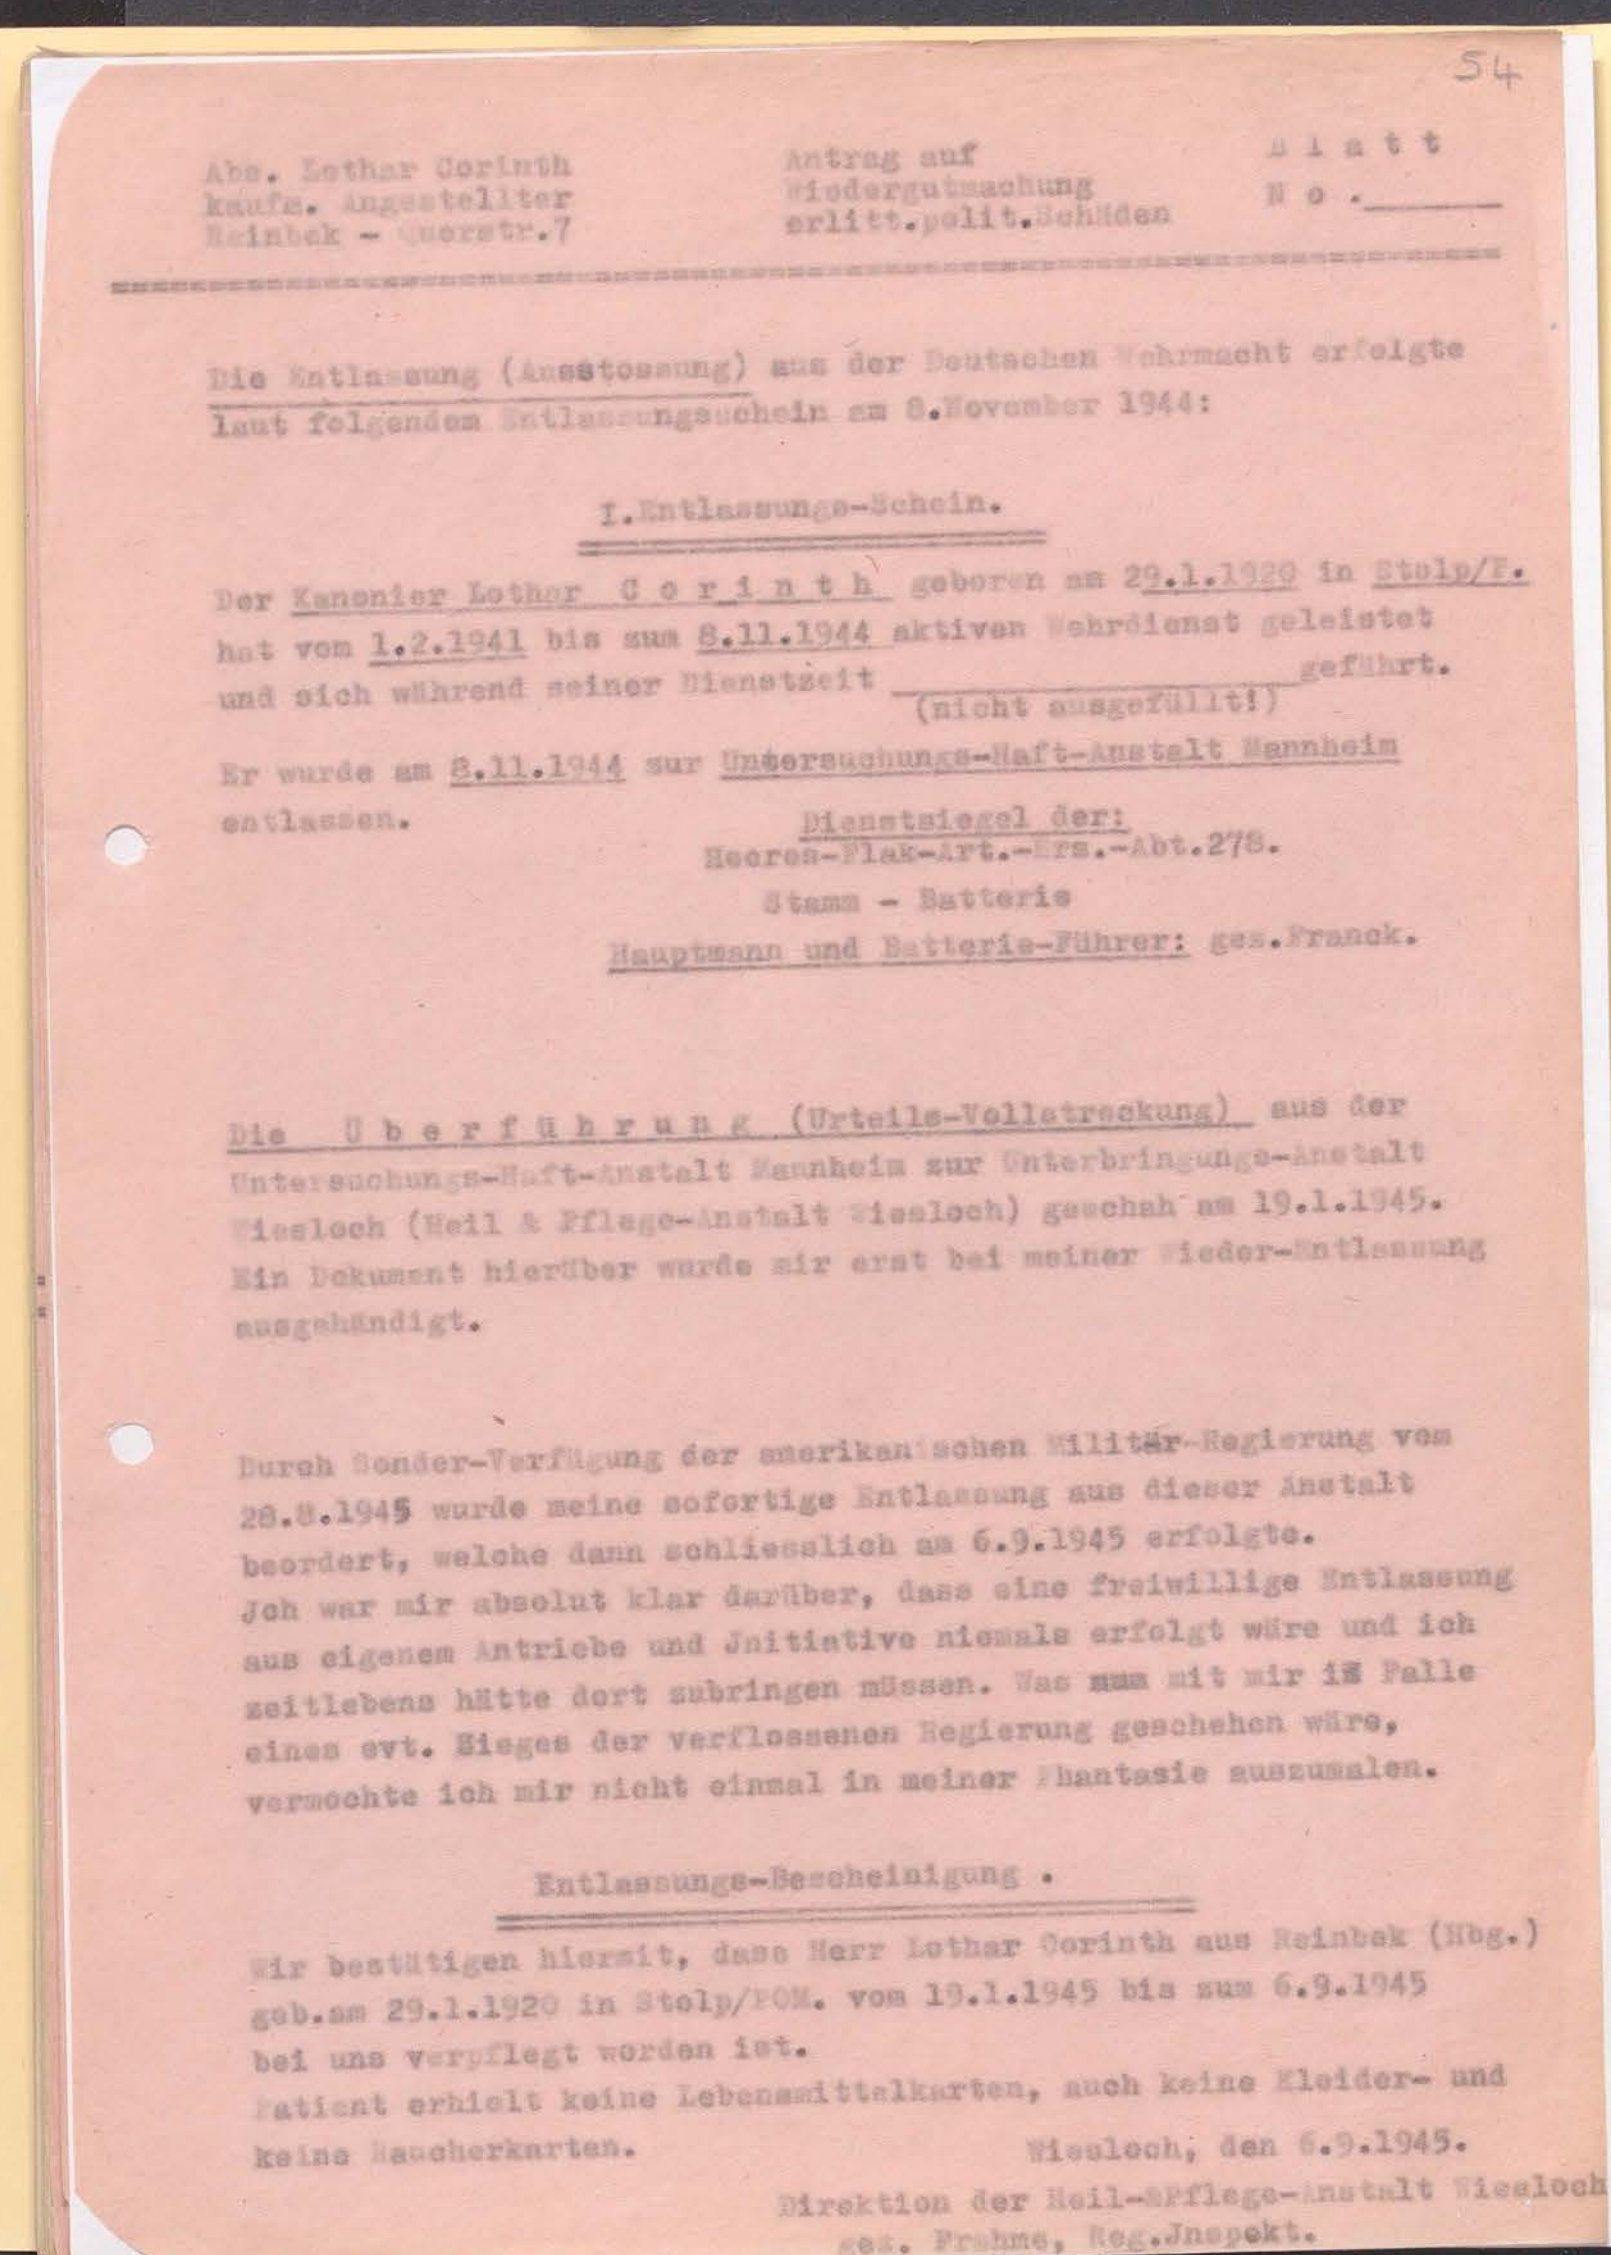 54
Abs. Lothar Corinth
kaufm. Angestellter
Reinbek - Querstr.7
Antrag auf
Wiedergutmachung
erlitt.polit.Schäden
B l a t t
N o .
Die Entlassung (Ausstossung) aus der Deutschen Wehrmacht erfolgte
laut folgendem Entlassungsschein am 8.November 1944:
I.Entlassungs-Schein.
Der Kanonier Lothar C o r i n t h geboren am 29.1.1920 in Stolp/P.
hat vom 1.2.1941 bis zum 8.11.1944 aktiven Wehrdienst geleistet
und sich während seiner Dienstzeit geführt.
(nicht ausgefüllt!)
Er wurde am 8.11.1944 zur Untersuchungs-Haft-Anstalt Mannheim
entlassen.
Dienstsiegel der:
Heeres-Flak-Art.-Ers.-Abt.278.
Stamm - Batterie
Hauptmann und Batterie-Führer: gez.Franck.
Die Ü b e r f ü h r u n g (Urteils-Vollstreckung) aus der
Untersuchungs-Haft-Anstalt Mannheim zur Unterbringungs-Anstalt
Wiesloch (Heil & Pflege-Anstalt Wiesloch) geschah am 19.1.1945.
Ein Dokument hierüber wurde mir erst bei meiner Wieder-Entlassung
ausgehändigt.
Durch Sonder-Verfügung der amerikanischen Militär-Regierung vom
28.8.1945 wurde meine sofortige Entlassung aus dieser Anstalt
beordert, welche dann schliesslich am 6.9.1945 erfolgte.
Jch war mir absolut klar darüber, dass eine freiwillige Entlassung
aus eigenem Antriebe und Jnitiative niemals erfolgt wäre und ich
zeitlebens hätte dort zubringen müssen. Was nun mit mir im Falle
eines evt. Sieges der verflossenen Regierung geschehen wäre,
vermochte ich mir nicht einmal in meiner Phantasie auszumalen.
Entlassungs-Bescheinigung .
Wir bestätigen hiermit, dass Herr Lothar Corinth aus Reinbek (Hbg.)
geb.am 29.1.1920 in Stolp/POM. vom 19.1.1945 bis zum 6.9.1945
bei uns verpflegt worden ist.
Patient erhielt keine Lebensmittelkarten, auch keine Kleider- und
keine Raucherkarten.
Wiesloch, den 6.9.1945.
Direktion der Heil-&Pflege-Anstalt Wiesloch
gez. Frahme, Reg.Jnspekt.